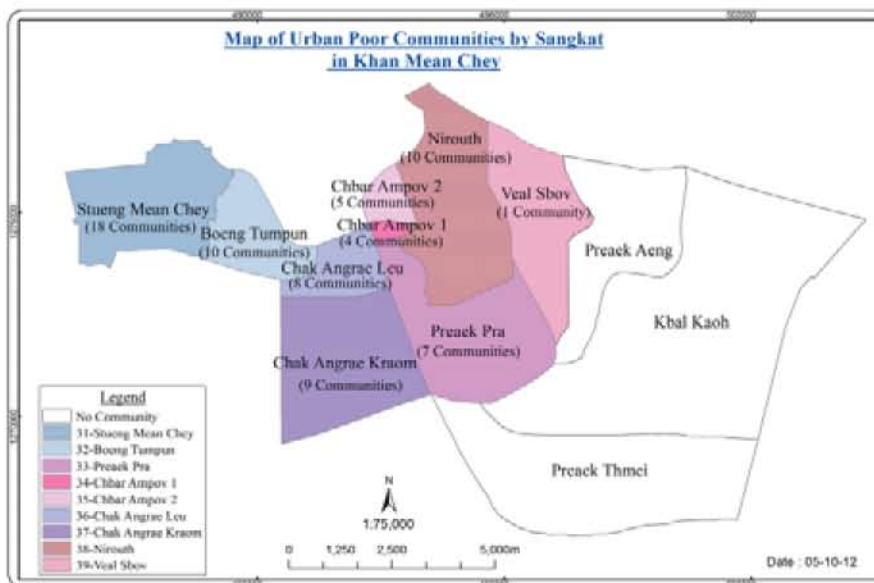 Map of Urban Poor Communities by Sangkat
in Khan Mean Chey
Nirouth
(10 Communities)
Chbar Ampov 2
(5 Communities)
Veal Sbov
(1 Community)
Stueng Mean Chey
(18 Communities)
Chbar Ampov 1
(4 Communities)
Boeng Tumpun
(10 Communities)
Preaek Aeng
Chak Angrae Leu
(8 Communities)
Kbal Kaoh
Preaek Pra
(7 Communities)
Chak Angrae Kraom
(9 Communities)
Preaek Thmei
Legend
No Community
31-Stueng Mean Chey
32-Boeng Tumpun
33-Preaek Pra
34-Chbar Ampov 1
35-Chbar Ampov 2
36-Chak Angrae Leu
37-Chak Angrae Kraom
38-Nirouth
39-Veal Sbov
N
1:75,000
0 1,250 2,500 5,000m
Date : 05-10-12